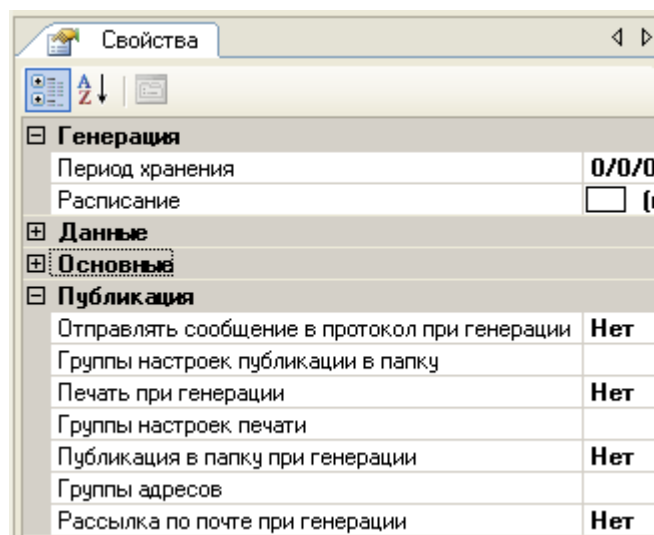 Свойства
Генерация
Период хранения 0/0/0
Расписание
Данные
Основные
Публикация
Отправлять сообщение в протокол при генерации Нет
Группы настроек публикации в папку
Печать при генерации Нет
Группы настроек печати
Публикация в папку при генерации Нет
Группы адресов
Рассылка по почте при генерации Нет